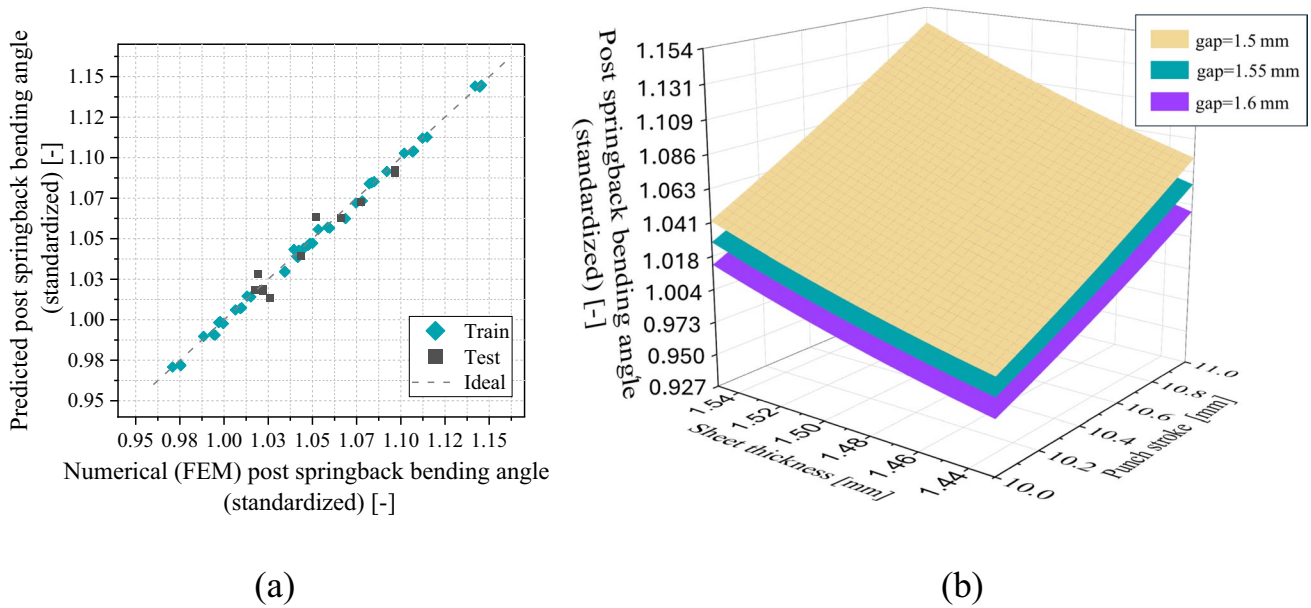 Predicted post springback bending angle
(standardized) [-]
1.15
1.12
1.10
1.07
1.05
1.03
1.00
0.98
0.95
Train
Test
Ideal
0.95 0.98 1.00 1.03 1.05 1.07 1.10 1.12 1.15
Numerical (FEM) post springback bending angle
(standardized) [-]
(a)
Post springback bending angle
(standardized) [-]
1.154
1.131
1.109
1.086
1.063
1.041
1.018
1.004
0.973
0.950
0.927
gap=1.5 mm
gap=1.55 mm
gap=1.6 mm
1.54 1.52 1.50 1.48 1.46 1.44
Sheet thickness [mm]
10.0 10.2 10.4 10.6 10.8 11.0
Punch stroke [mm]
(b)